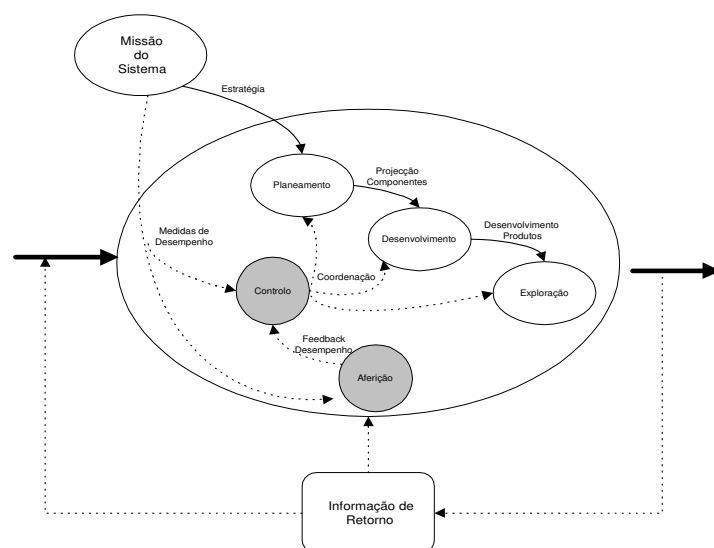 Missão
do
Sistema
Estratégia
Planeamento
Projecção
Componentes
Desenvolvimento
Desenvolvimento
Produtos
Exploração
Medidas de
Desempenho
Controlo
Coordenação
Feedback
Desempenho
Aferição
Informação de
Retorno